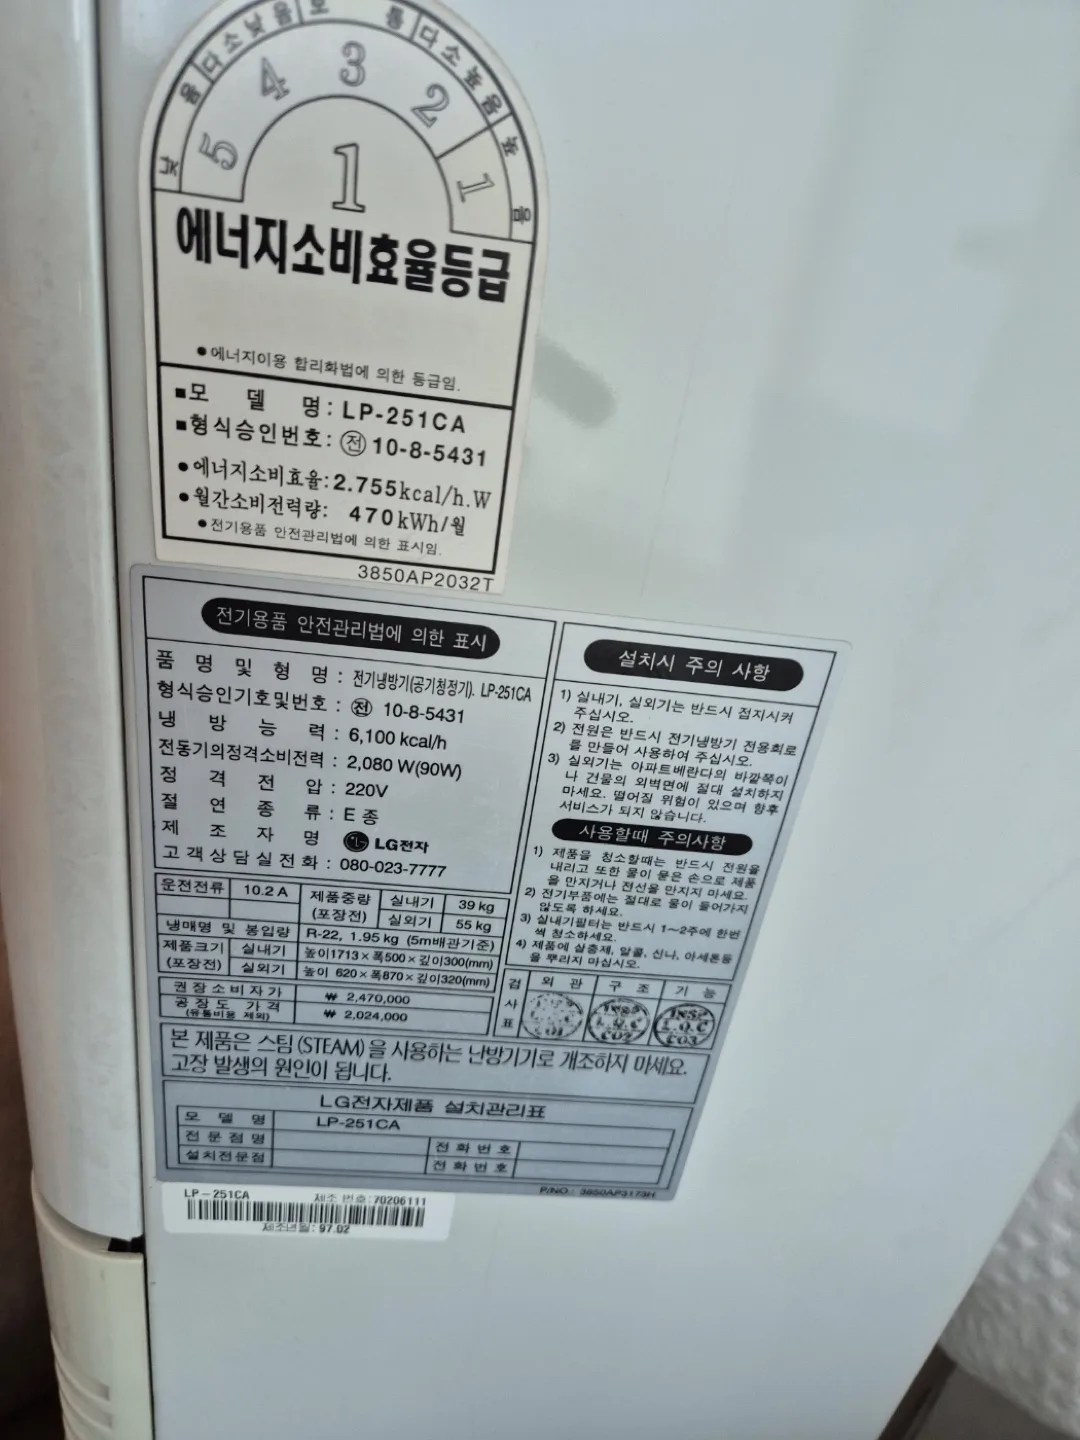 낮음 다소낮음 보통 다소높음 높음
5 4 3 2 1
1
에너지소비효율등급
● 에너지이용 합리화법에 의한 등급임.
■모 델 명: LP-251CA
■형식승인번호: ㉠ 10-8-5431
● 에너지소비효율: 2.755kcal/h.W
● 월간소비전력량: 470kWh/월
● 전기용품 안전관리법에 의한 표시임.
3850AP2032T
전기용품 안전관리법에 의한 표시
품 명 및 형 명 : 전기냉방기(공기청정기). LP-251CA
형식승인기호및번호 : 전 10-8-5431
냉 방 능 력 : 6,100 kcal/h
전동기의정격소비전력 : 2,080 W(90W)
정 격 전 압 : 220V
절 연 종 류 : E 종
제 조 자 명 LG전자
고객상담실전화 : 080-023-7777
운전전류 10.2 A 제품중량 (포장전) 실내기 39 kg
실외기 55 kg
냉매명 및 봉입량 R-22, 1.95 kg (5m배관기준)
제품크기 (포장전) 실내기 높이1713×폭500×깊이300(mm)
실외기 높이 620×폭870×깊이320(mm)
권장소비자가 ₩ 2,470,000
공장도 가격 ₩ 2,024,000
(유통비용 제외)
설치시 주의 사항
1) 실내기, 실외기는 반드시 접지시켜
주십시오.
2) 전원은 반드시 전기냉방기 전용회로
를 만들어 사용하여 주십시오.
3) 실외기는 아파트베란다의 바깥쪽이
나 건물의 외벽면에 절대 설치하지
마세요. 떨어질 위험이 있으며 향후
서비스가 되지 않습니다.
사용할때 주의사항
1) 제품을 청소할때는 반드시 전원을
내리고 또한 물이 묻은 손으로 제품
을 만지거나 전선을 만지지 마세요.
2) 전기부품에는 절대로 물이 들어가지
않도록 하세요.
3) 실내기필터는 반드시 1~2주에 한번
씩 청소하세요.
4) 제품에 살충제, 알콜, 신나, 아세톤등
을 뿌리지 마십시오.
검사표 외 관 구 조 기 능
INSP I.Q.C CO2
INSP I.Q.C CO3
본 제품은 스팀(STEAM)을 사용하는 난방기기로 개조하지 마세요.
고장 발생의 원인이 됩니다.
LG전자제품 설치관리표
모 델 명 LP-251CA
전문점명 전화번호
설치전문점 전화번호
P/NO : 3850AP3173H
LP-251CA 제조 번호:70206111
제조년월: 97.02